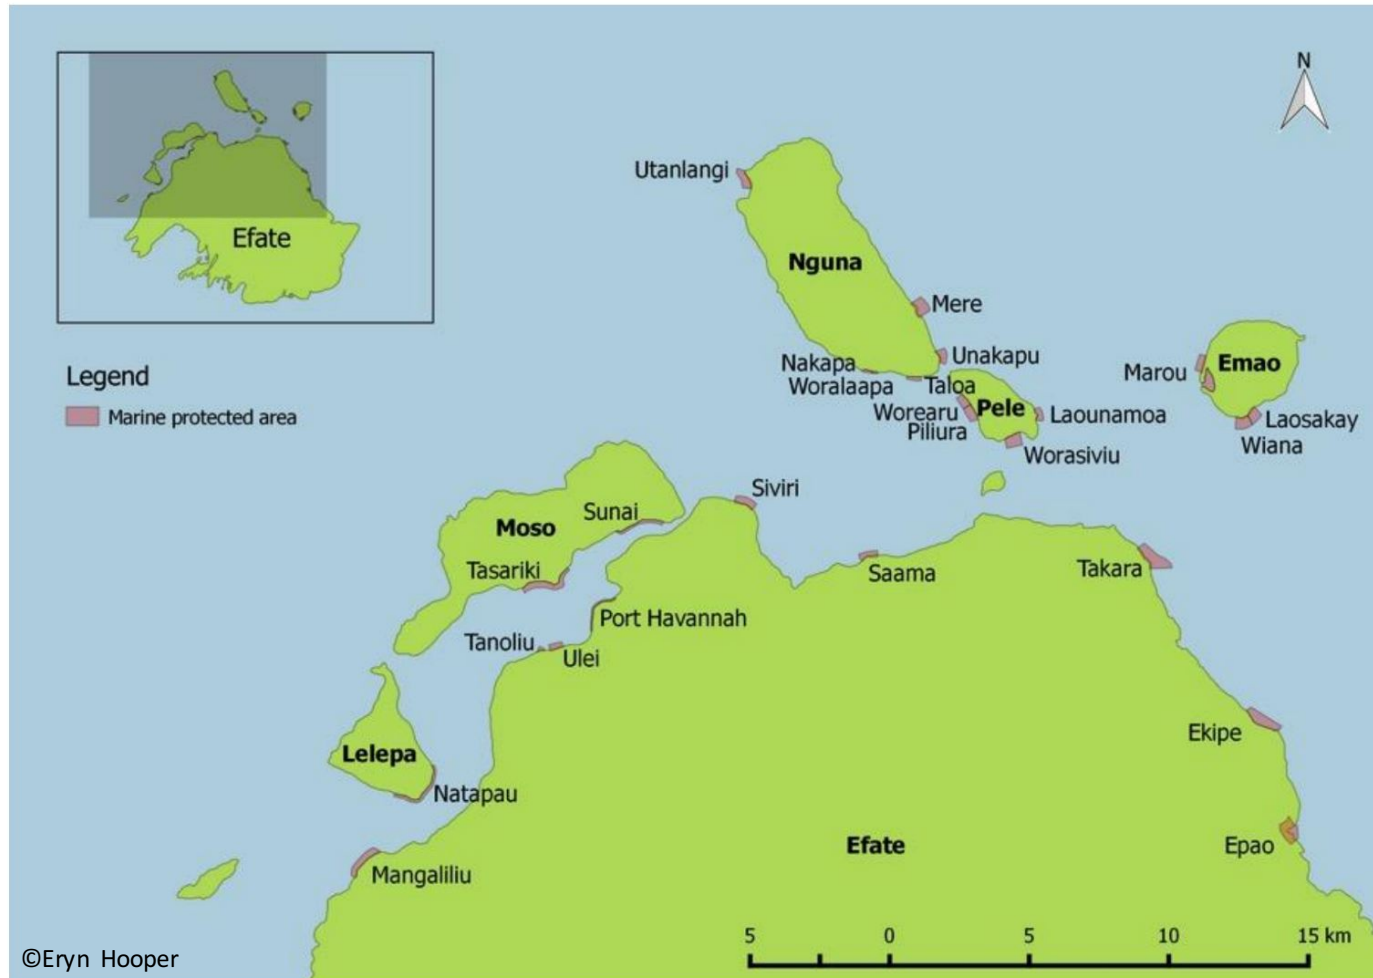 N
Utanlangi
Efate
Nguna
Mere
Unakapu
Nakapa
Woralaapa
Taloa
Marou
Emao
Legend
Marine protected area
Worearu
Pele
Laounamoa
Laosakay
Piliura
Wiana
Worasiviu
Siviri
Sunai
Moso
Tasariki
Saama
Takara
Port Havannah
Tanoliu
Ulei
Ekipe
Lelepa
Natapau
Efate
Epao
Mangaliliu
5 0 5 10 15 km
©Eryn Hooper